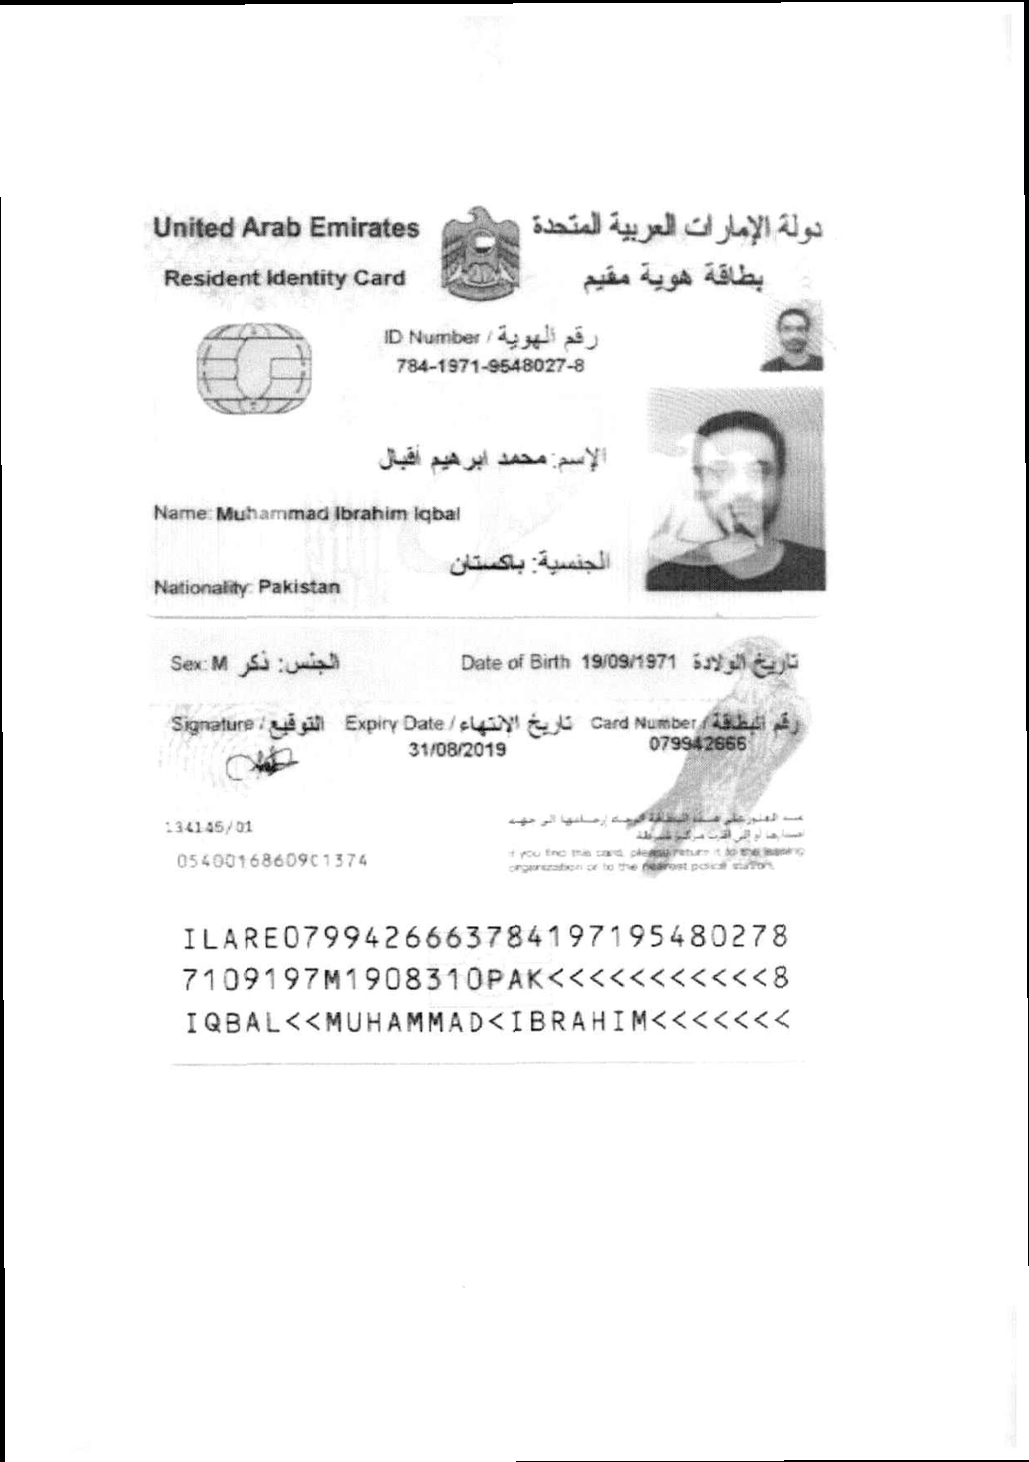 United Arab Emirates
دولة الإمارات العربية المتحدة
Resident Identity Card
بطاقة هوية مقيم
ID Number / رقم الهوية
784-1971-9548027-8
الإسم: محمد ابرهيم أقبال
Name: Muhammad Ibrahim Iqbal
الجنسية: باكستان
Nationality: Pakistan
Sex: M الجنس: ذكر
Date of Birth 19/09/1971 تاريخ الولادة
Signature / التوقيع
Expiry Date / تاريخ الإنتهاء
31/08/2019
Card Number / رقم البطاقة
079942666
134145/01
05400168609C1374
If you find this card, please return it to the issuing
organization or to the nearest police station.
ILARE0799426663784197195480278
7109197M1908310PAK<<<<<<<<<<<8
IQBAL<<MUHAMMAD<IBRAHIM<<<<<<<